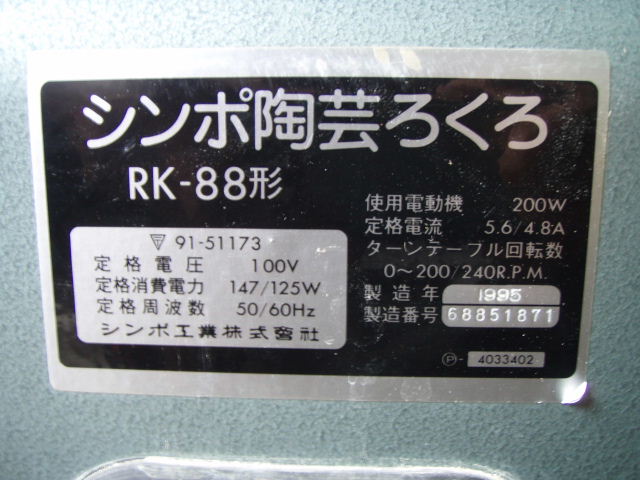 シンポ陶芸ろくろ
RK-88形
▽ 91-51173
定格電圧 100V
定格消費電力 147/125W
定格周波数 50/60Hz
シンポ工業株式会社
使用電動機 200W
定格電流 5.6/4.8A
ターンテーブル回転数
0～200/240R.P.M.
製造年 1995
製造番号 68851871
Ⓟ- 4033402